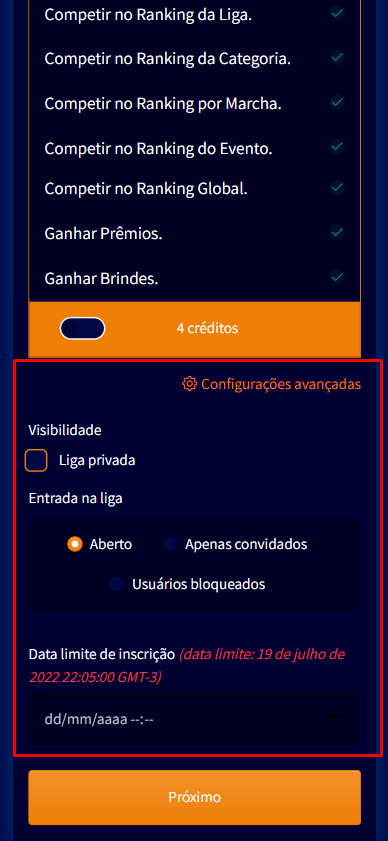 Competir no Ranking da Liga.
Competir no Ranking da Categoria.
Competir no Ranking por Marcha.
Competir no Ranking do Evento.
Competir no Ranking Global.
Ganhar Prêmios.
Ganhar Brindes.
4 créditos
Configurações avançadas
Visibilidade
Liga privada
Entrada na liga
Aberto Apenas convidados
Usuários bloqueados
Data limite de inscrição (data limite: 19 de julho de
2022 22:05:00 GMT-3)
dd/mm/aaaa --:--
Próximo